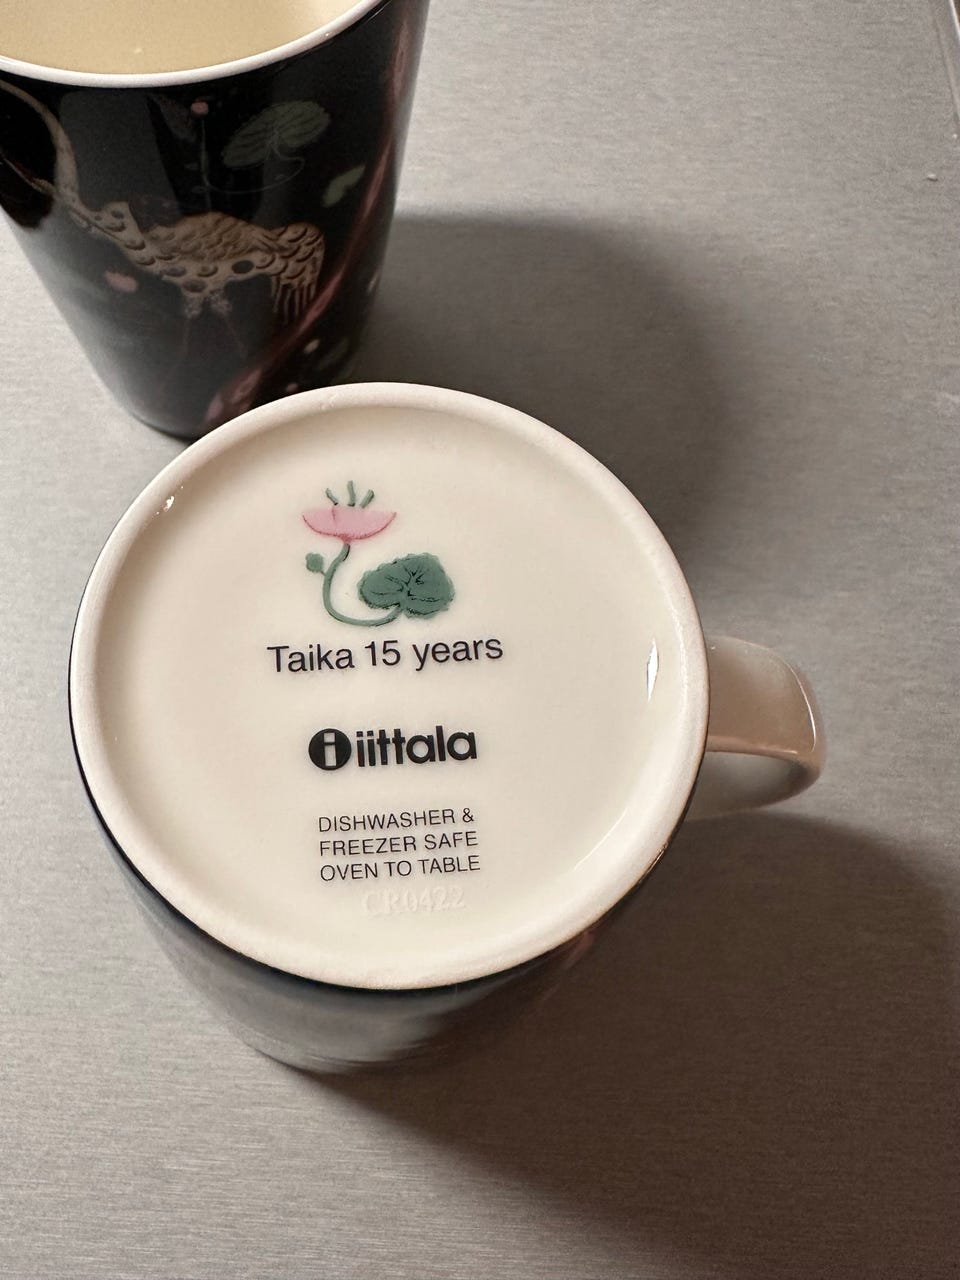 Taika 15 years
iittala
DISHWASHER &
FREEZER SAFE
OVEN TO TABLE
CR0422